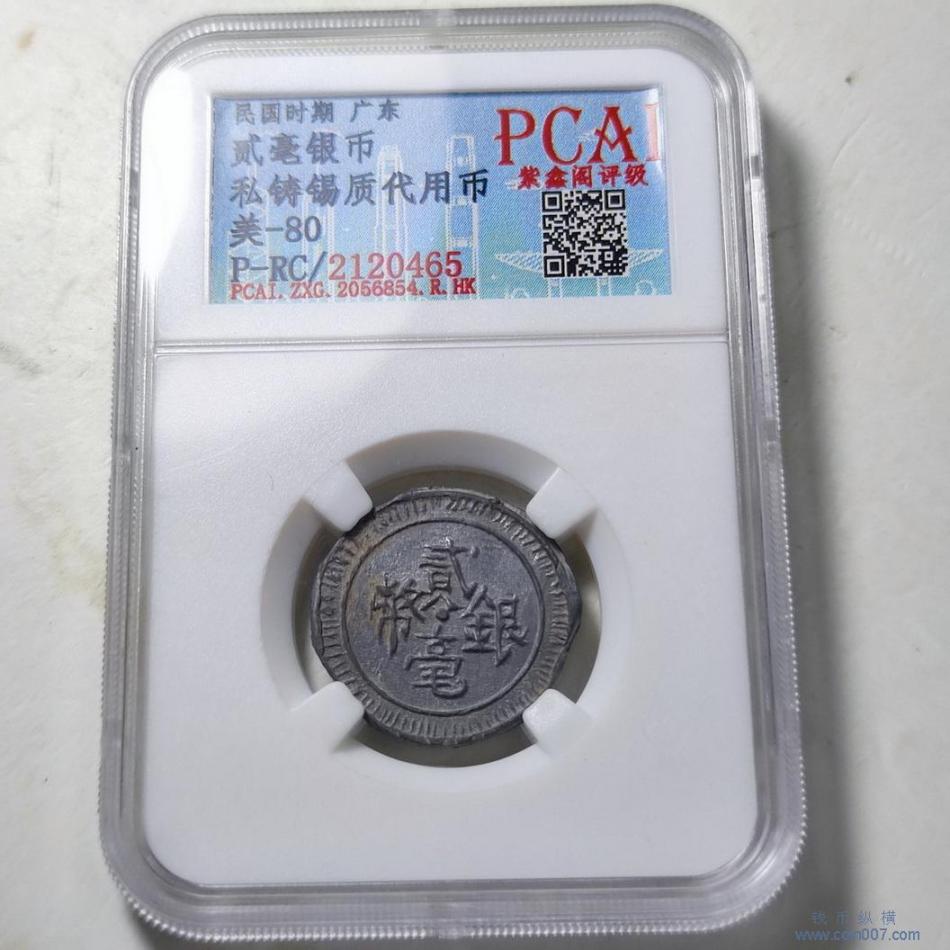 民国时期 广东
贰毫银币
私铸锡质代用币
美-80
P-RC/2120465
PCAI.ZXG.2056854.R.HK
PCAI
紫鑫阁评级
貳
幣 銀
毫
钱币纵横
www.coin007.com